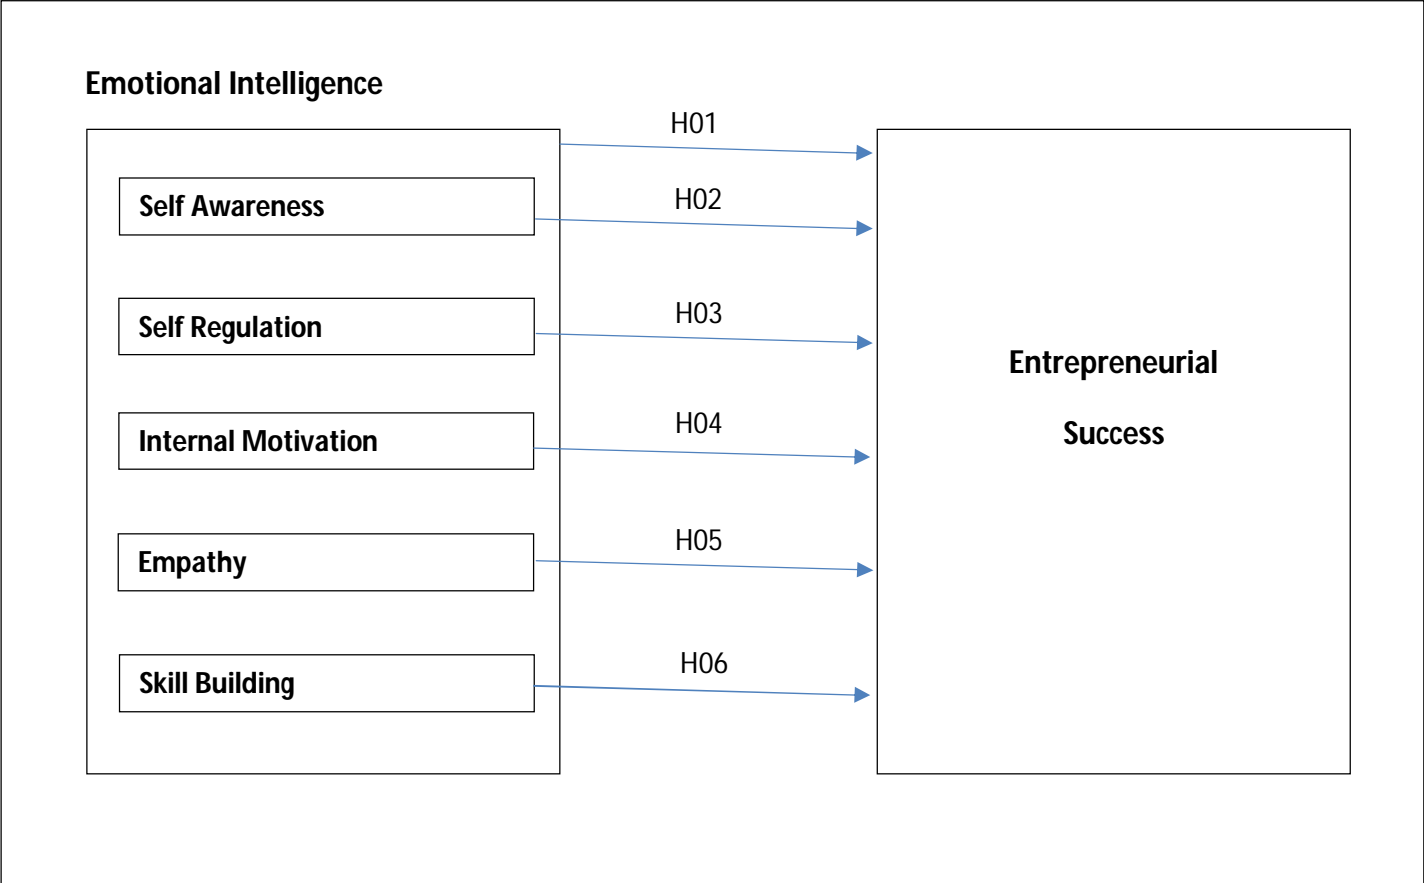 Emotional Intelligence
H01
Self Awareness
H02
Self Regulation
H03
Internal Motivation
H04
Empathy
H05
Skill Building
H06
Entrepreneurial
Success